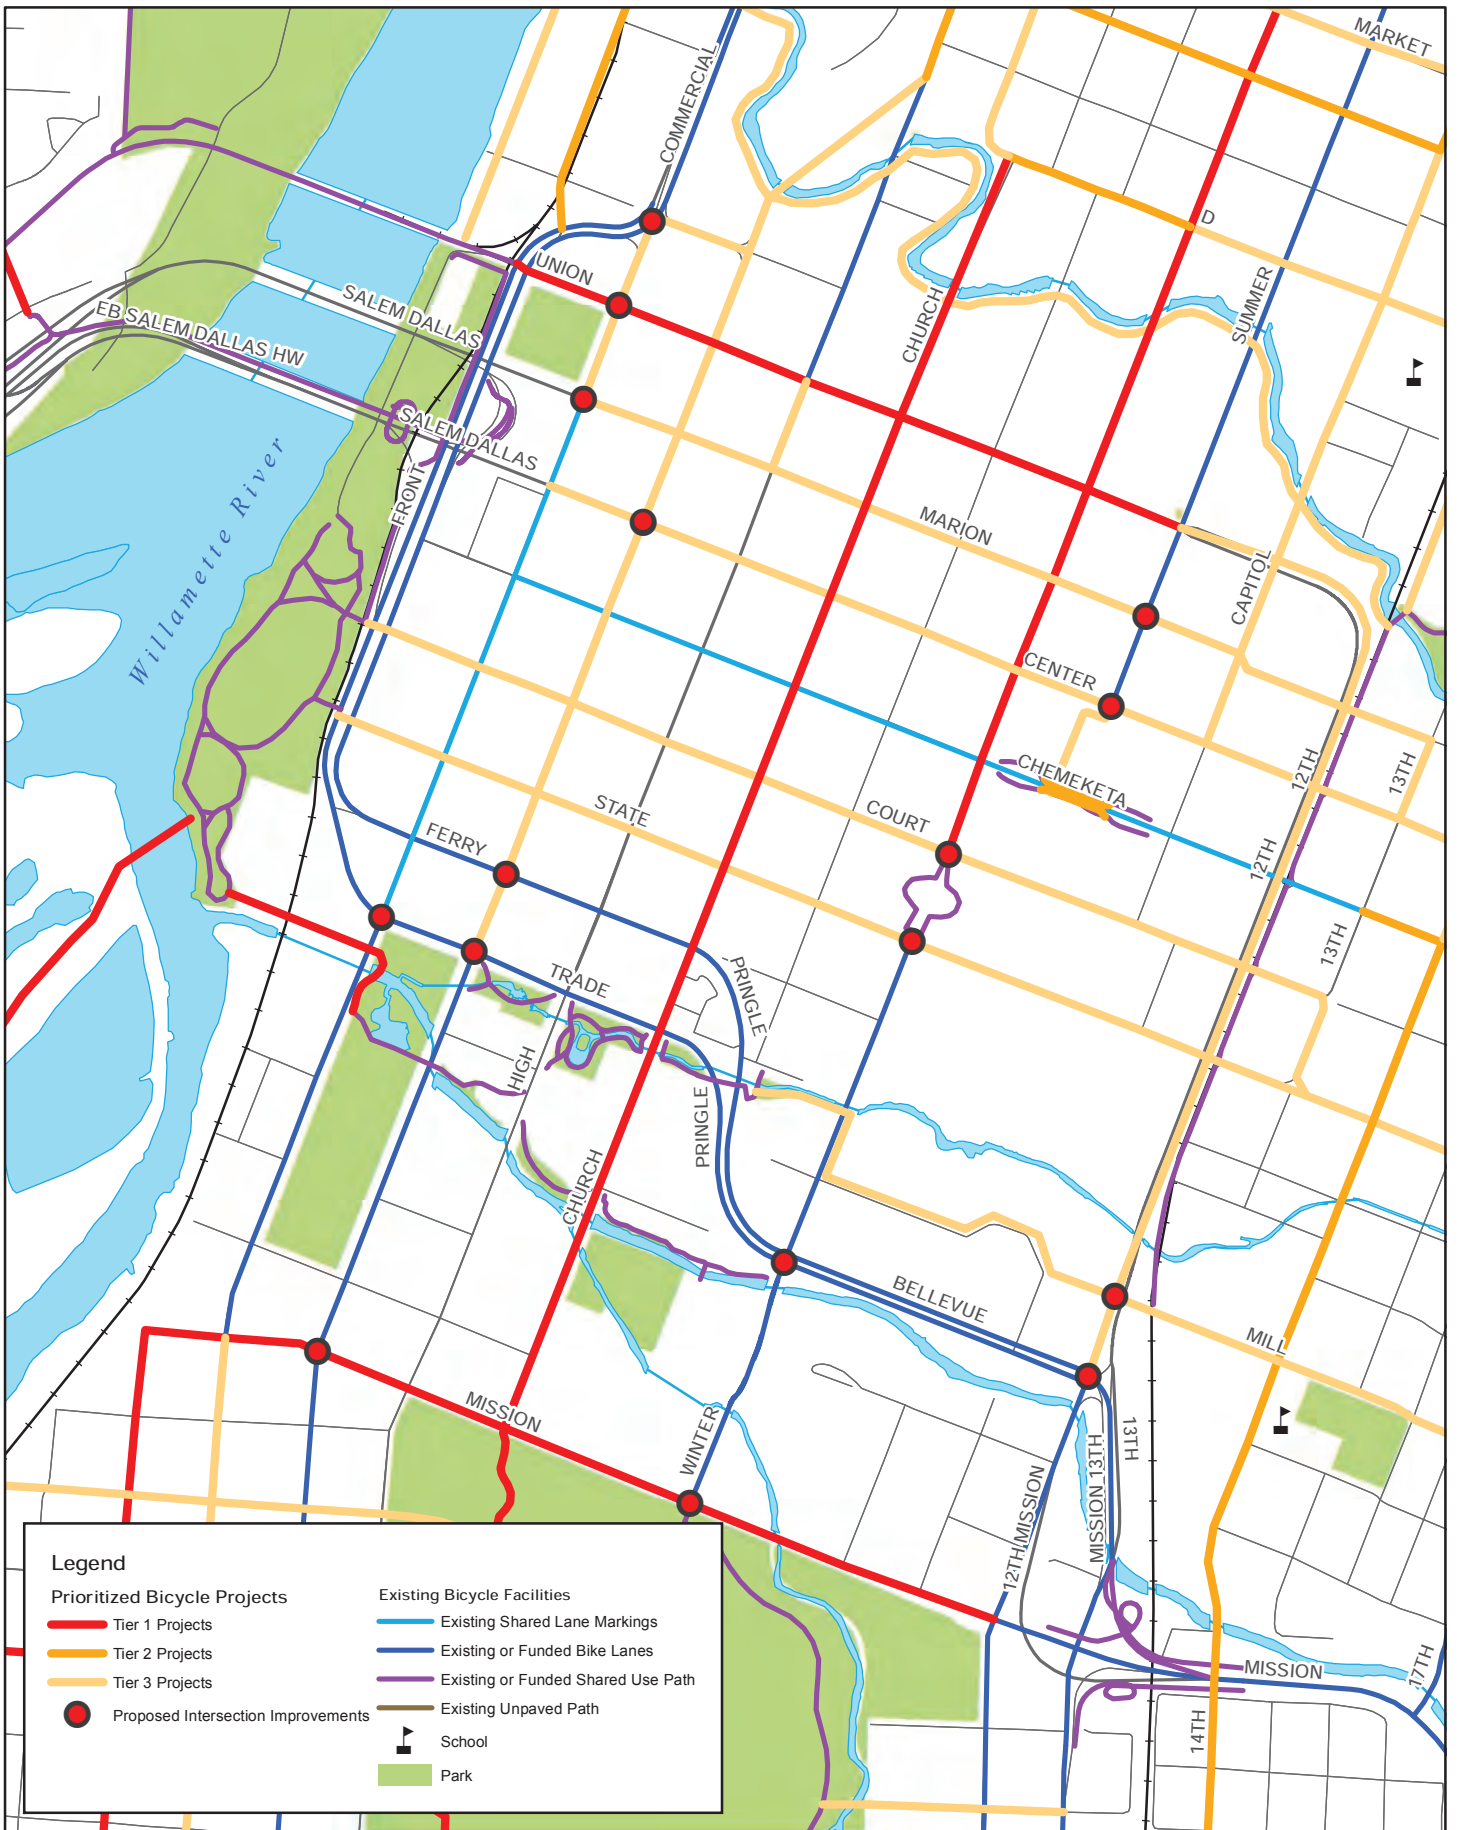 MARKET
COMMERCIAL
D
UNION
SALEM DALLAS
EB SALEM DALLAS HW
CHURCH
SUMMER
SALEM DALLAS
FRONT
Willamette River
MARION
CAPITOL
CENTER
CHEMEKETA
12TH
13TH
FERRY
STATE
COURT
12TH
13TH
TRADE
PRINGLE
HIGH
PRINGLE
CHURCH
BELLEVUE
MILL
MISSION
WINTER
13TH
MISSION 13TH
12TH MISSION
MISSION
17TH
14TH
Legend
Prioritized Bicycle Projects
Tier 1 Projects
Tier 2 Projects
Tier 3 Projects
Proposed Intersection Improvements
Existing Bicycle Facilities
Existing Shared Lane Markings
Existing or Funded Bike Lanes
Existing or Funded Shared Use Path
Existing Unpaved Path
School
Park